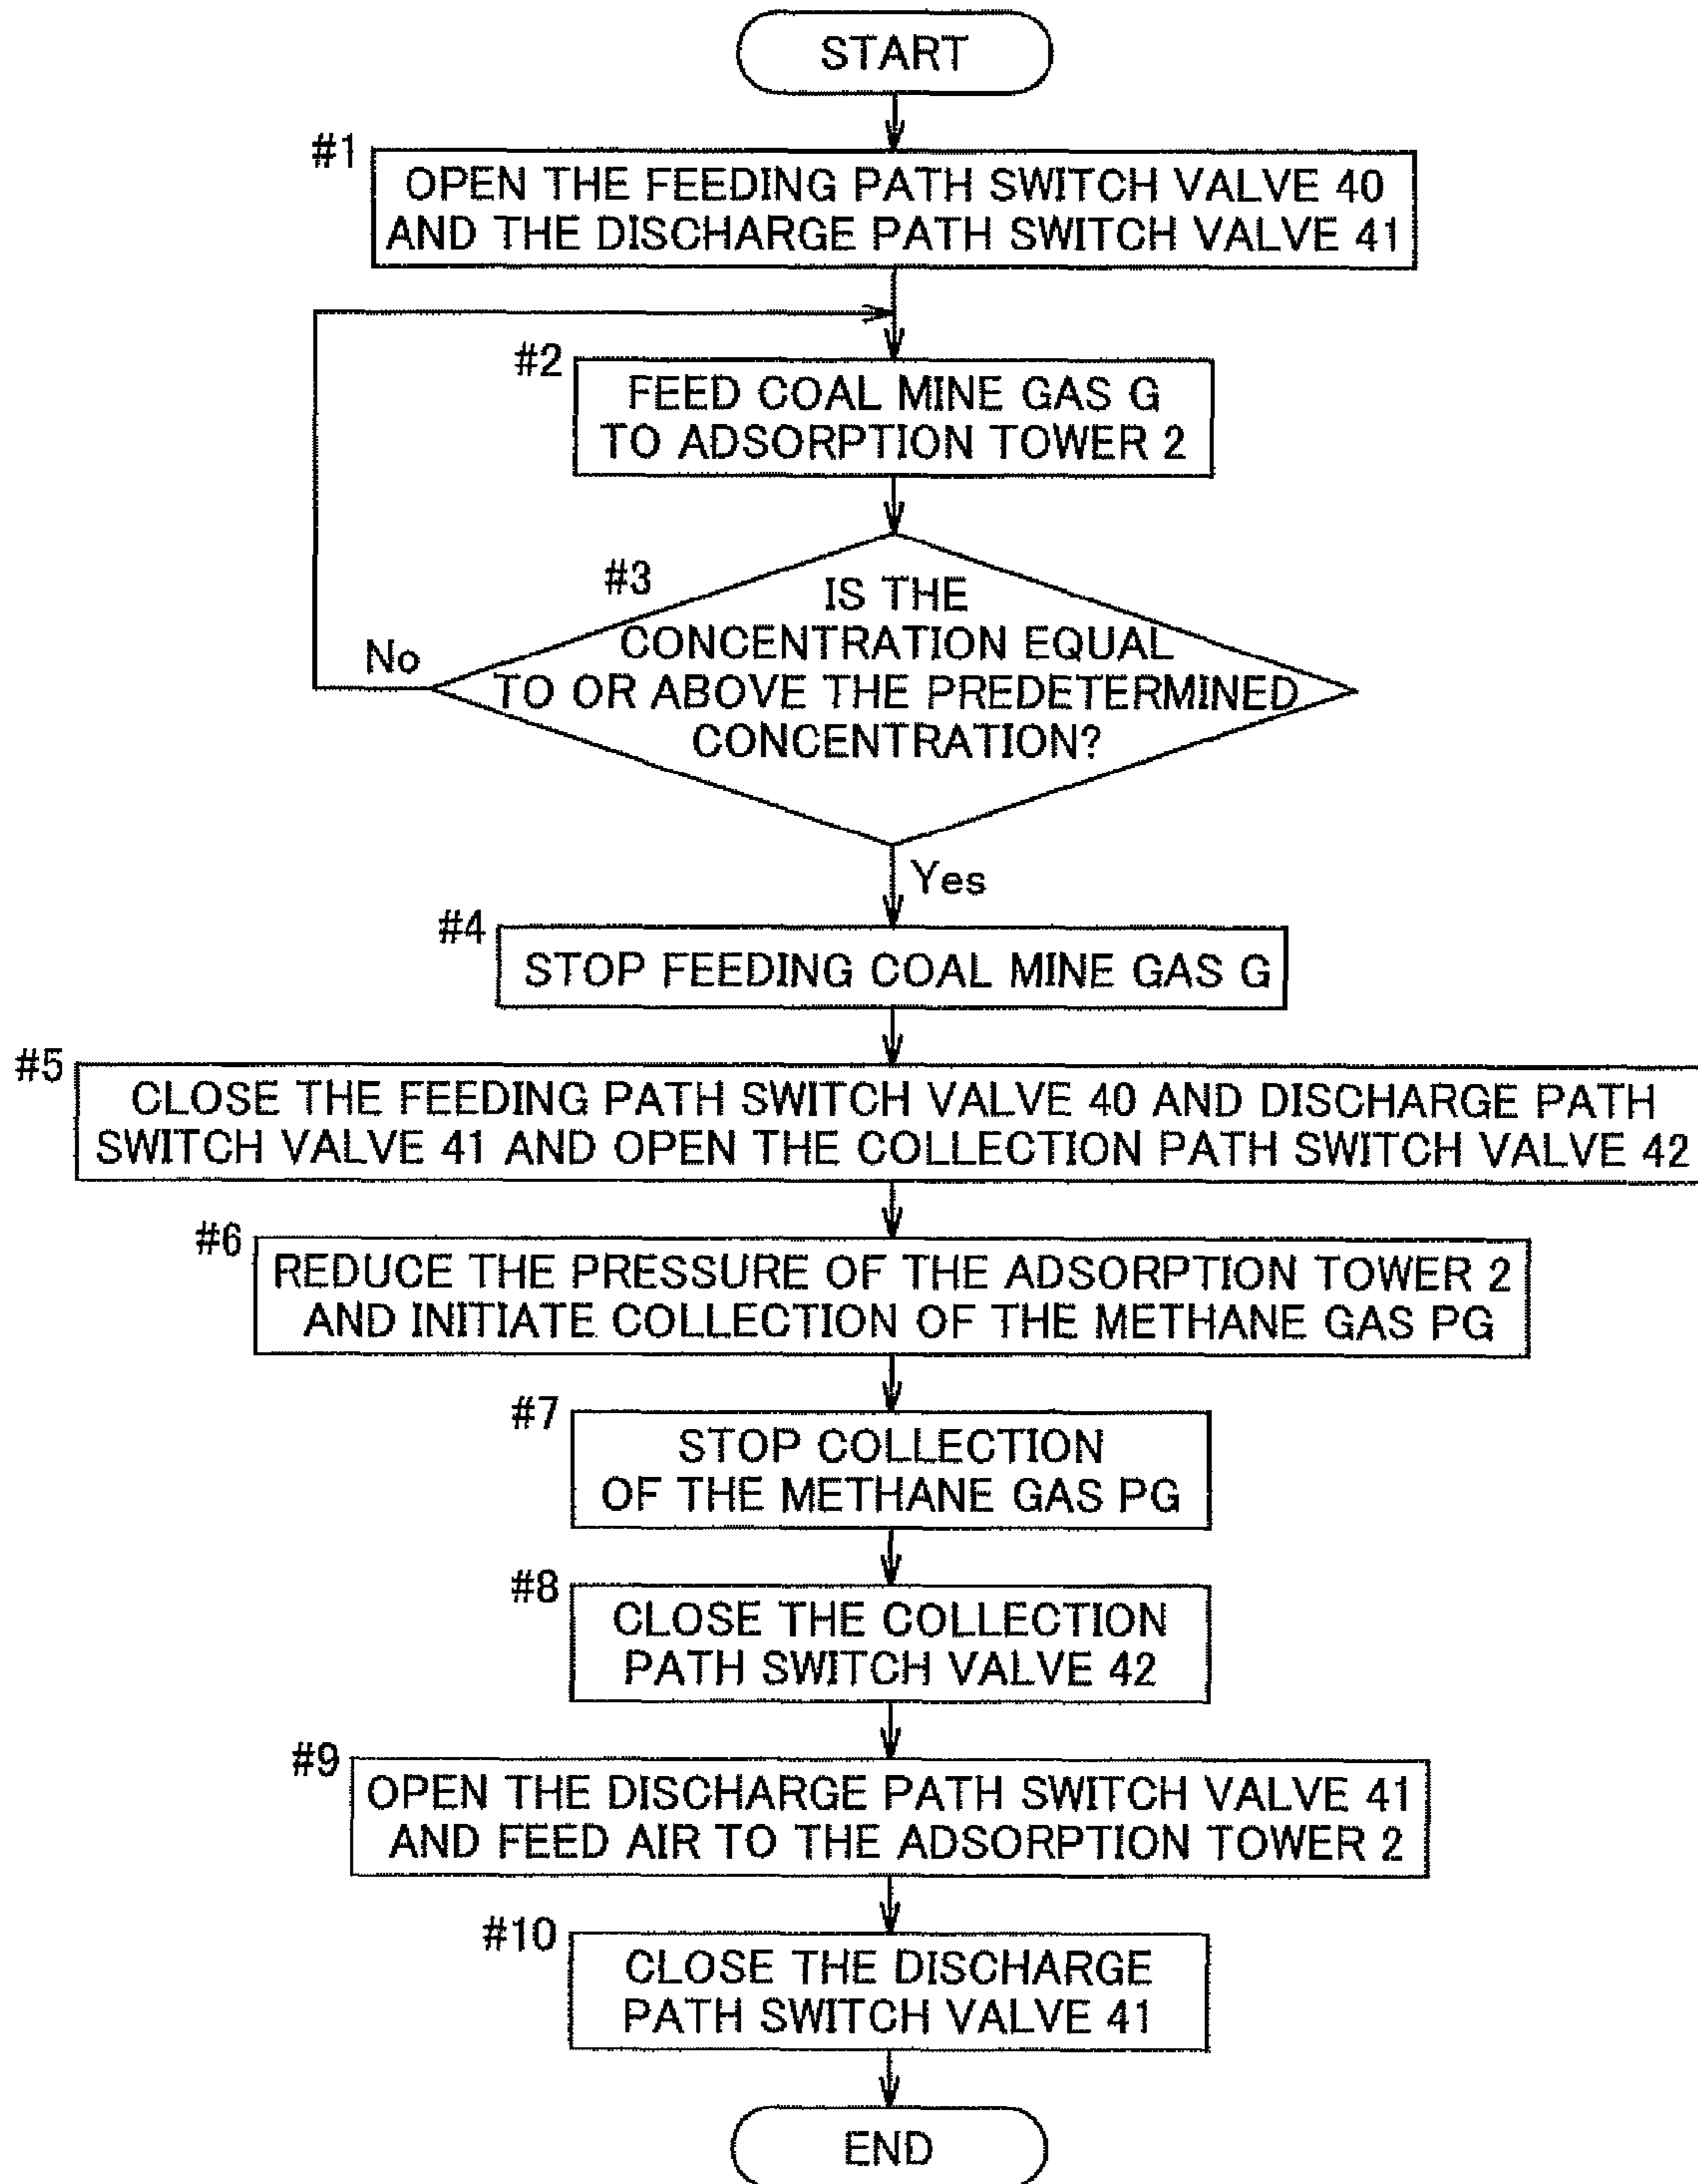 START
#1
OPEN THE FEEDING PATH SWITCH VALVE 40
AND THE DISCHARGE PATH SWITCH VALVE 41
#2
FEED COAL MINE GAS G
TO ADSORPTION TOWER 2
#3
IS THE
CONCENTRATION EQUAL
TO OR ABOVE THE PREDETERMINED
CONCENTRATION?
No
Yes
#4
STOP FEEDING COAL MINE GAS G
#5
CLOSE THE FEEDING PATH SWITCH VALVE 40 AND DISCHARGE PATH
SWITCH VALVE 41 AND OPEN THE COLLECTION PATH SWITCH VALVE 42
#6
REDUCE THE PRESSURE OF THE ADSORPTION TOWER 2
AND INITIATE COLLECTION OF THE METHANE GAS PG
#7
STOP COLLECTION
OF THE METHANE GAS PG
#8
CLOSE THE COLLECTION
PATH SWITCH VALVE 42
#9
OPEN THE DISCHARGE PATH SWITCH VALVE 41
AND FEED AIR TO THE ADSORPTION TOWER 2
#10
CLOSE THE DISCHARGE
PATH SWITCH VALVE 41
END